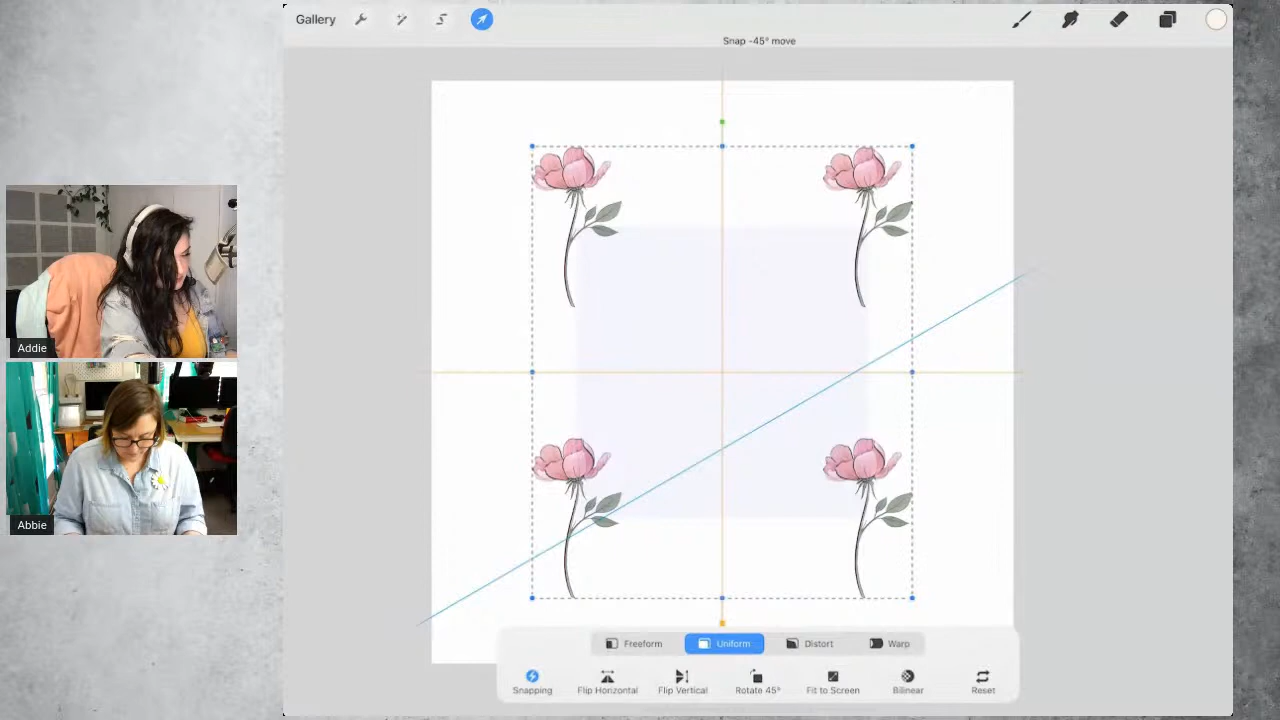 Gallery
Snap -45° move
Addie
Abbie
Freeform Uniform Distort Warp
Snapping Flip Horizontal Flip Vertical Rotate 45° Fit to Screen Bilinear Reset